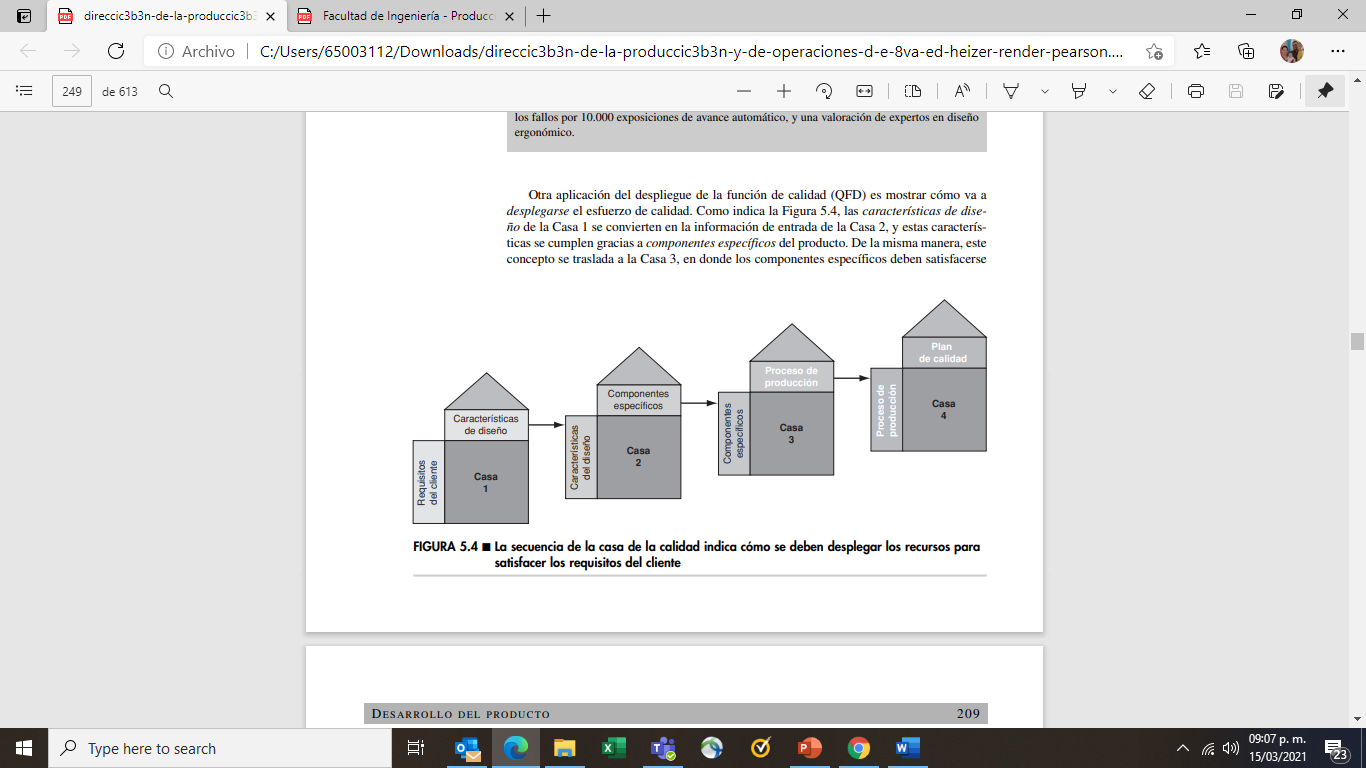 direccic3b3n-de-la-produccic3b3
Facultad de Ingeniería - Producc
Archivo
C:/Users/65003112/Downloads/direccic3b3n-de-la-produccic3b3n-y-de-operaciones-d-e-8va-ed-heizer-render-pearson....
249 de 613
los fallos por 10.000 exposiciones de avance automático, y una valoración de expertos en diseño
ergonómico.
Otra aplicación del despliegue de la función de calidad (QFD) es mostrar cómo va a
desplegarse el esfuerzo de calidad. Como indica la Figura 5.4, las características de dise-
ño de la Casa 1 se convierten en la información de entrada de la Casa 2, y estas caracterís-
ticas se cumplen gracias a componentes específicos del producto. De la misma manera, este
concepto se traslada a la Casa 3, en donde los componentes específicos deben satisfacerse
Características
de diseño
Requisitos
del cliente
Casa
1
Componentes
específicos
Características
del diseño
Casa
2
Proceso de
producción
Componentes
específicos
Casa
3
Plan
de calidad
Proceso de
producción
Casa
4
FIGURA 5.4 ■ La secuencia de la casa de la calidad indica cómo se deben desplegar los recursos para
satisfacer los requisitos del cliente
DESARROLLO DEL PRODUCTO 209
Type here to search
09:07 p. m.
15/03/2021
23